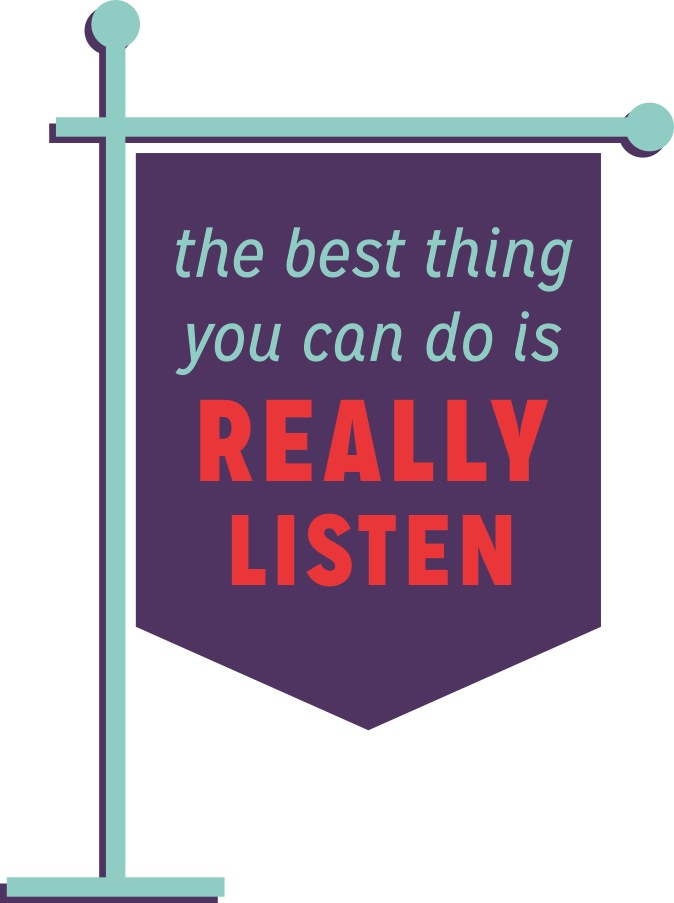 the best thing
you can do is
REALLY
LISTEN